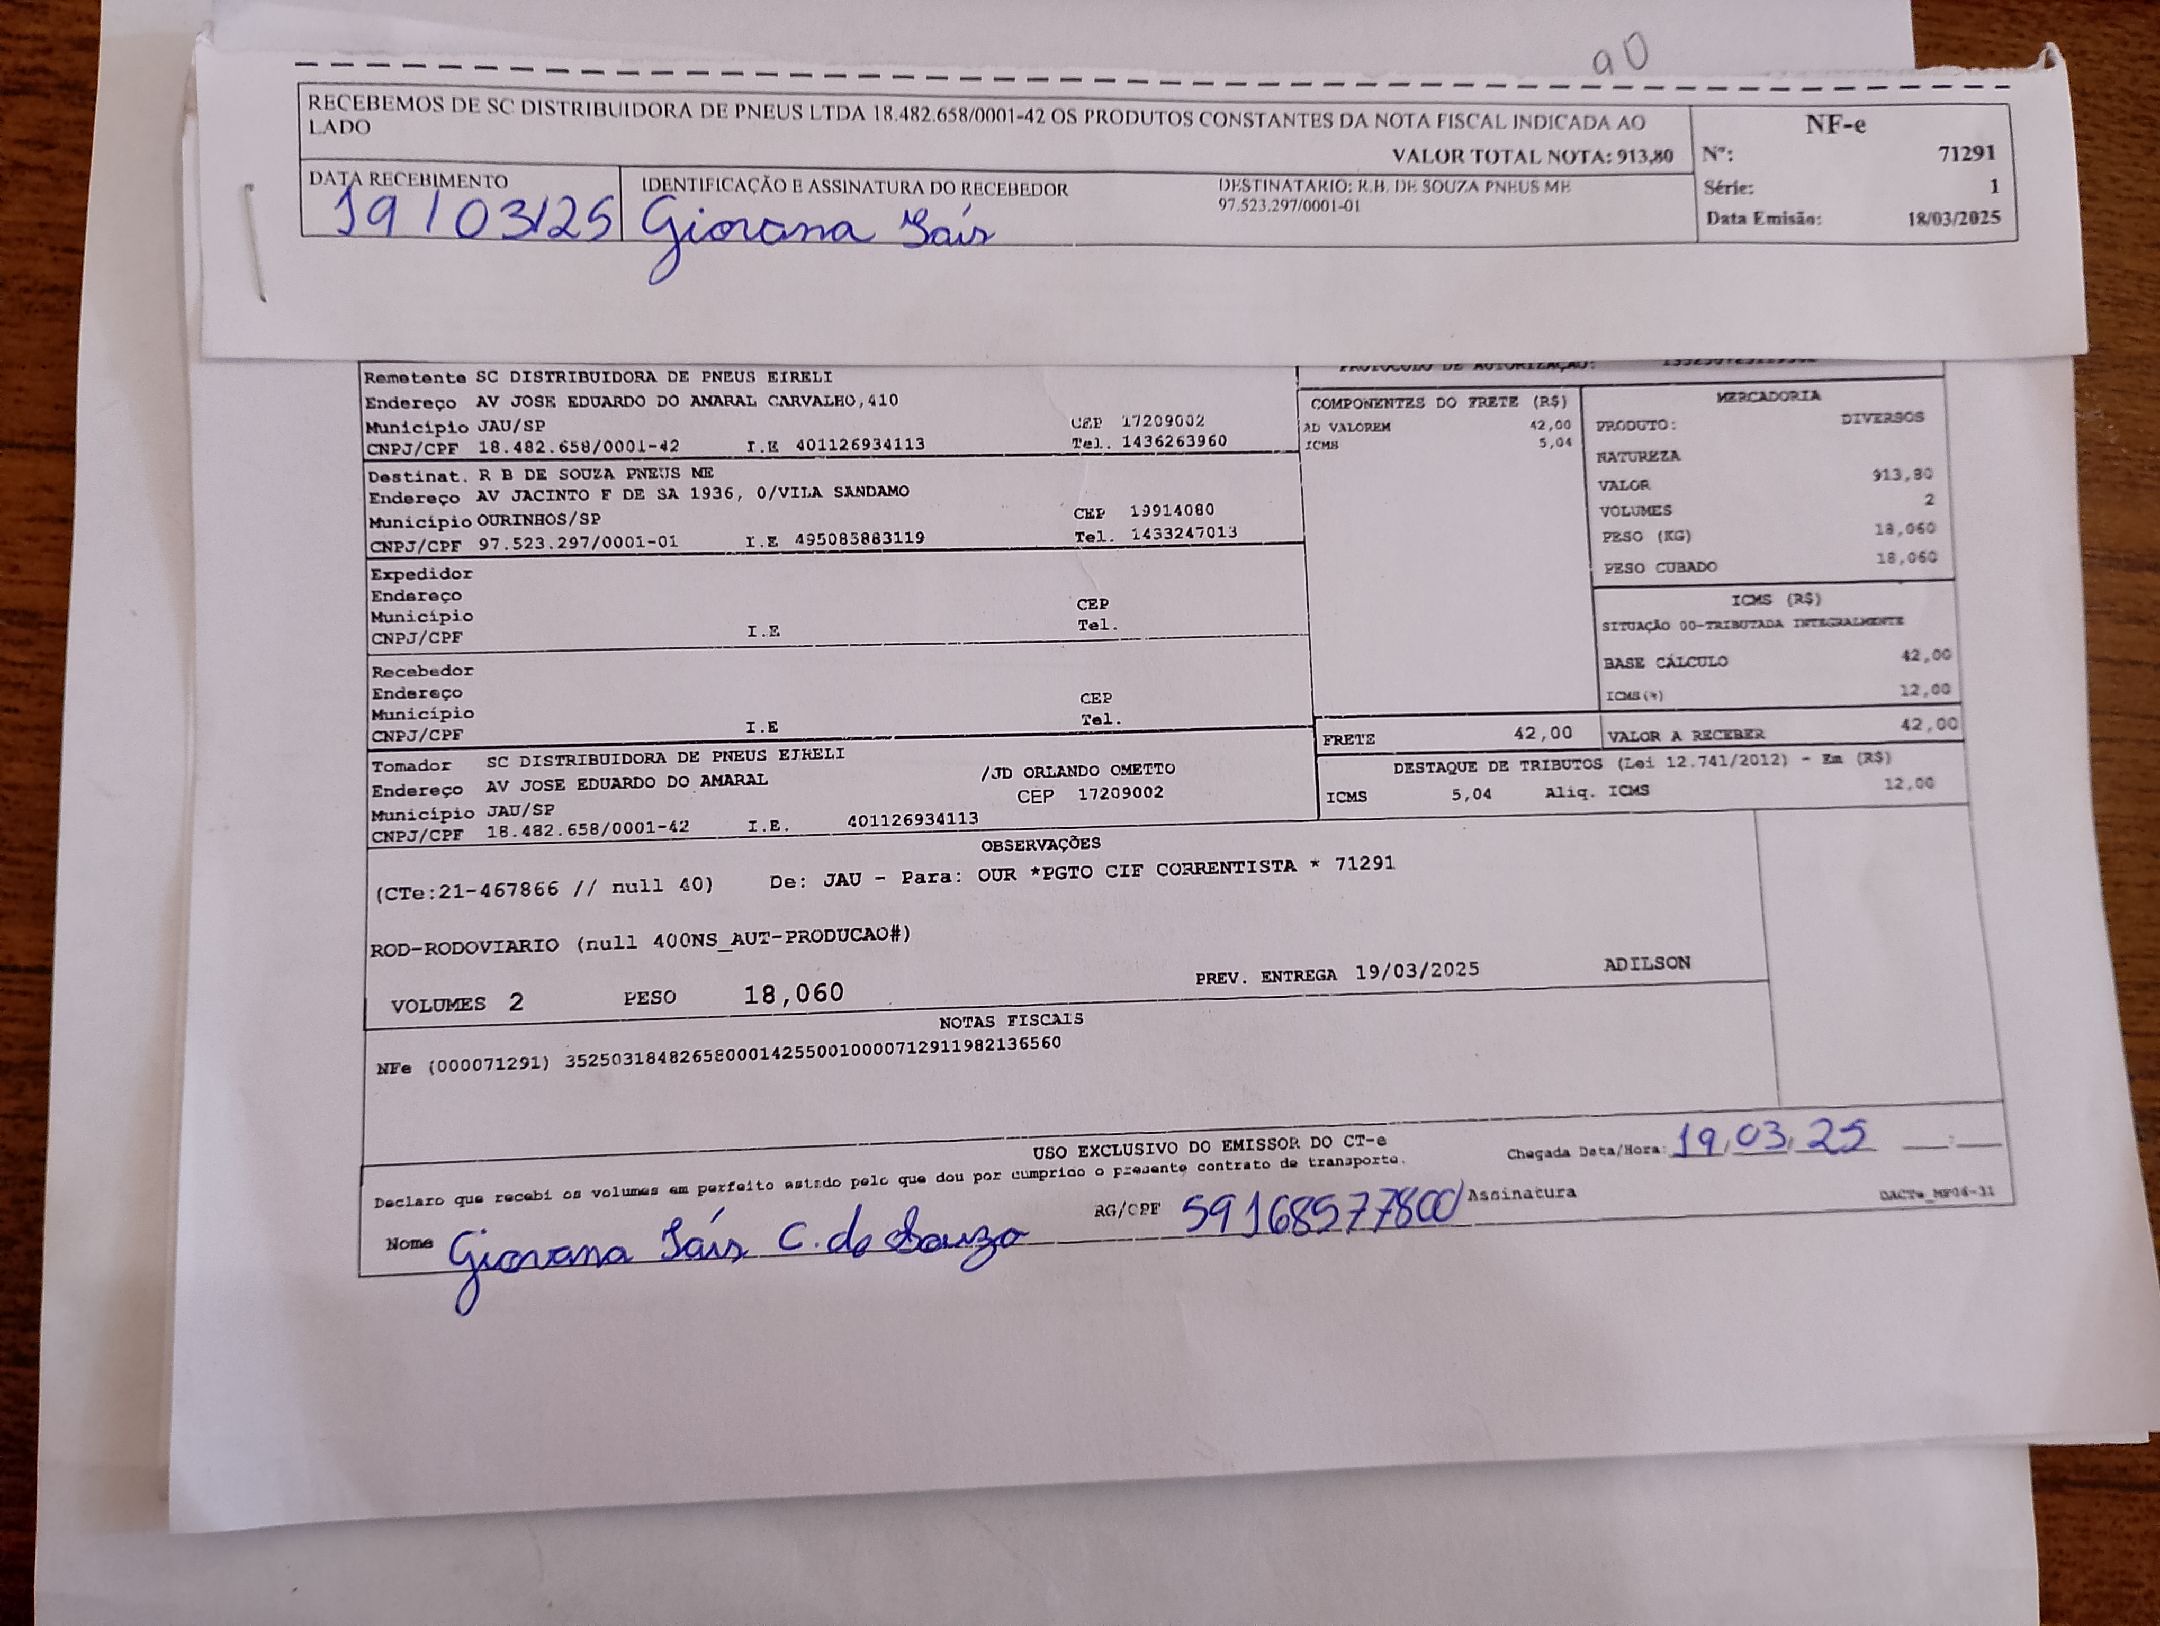 90
RECEBEMOS DE SC DISTRIBUIDORA DE PNEUS LTDA 18.482.658/0001-42 OS PRODUTOS CONSTANTES DA NOTA FISCAL INDICADA AO
LADO
VALOR TOTAL NOTA: 913,80
NF-e
Nº: 71291
Série: 1
Data Emisão: 18/03/2025
DATA RECEBIMENTO
19/03/25
IDENTIFICAÇÃO E ASSINATURA DO RECEBEDOR
Giovana Laís
DESTINATARIO: R.B. DE SOUZA PNEUS ME
97.523.297/0001-01
PROTOCOLO DE AUTORIZAÇÃO:
Remetente SC DISTRIBUIDORA DE PNEUS EIRELI
Endereço AV JOSE EDUARDO DO AMARAL CARVALHO,410
Município JAU/SP CEP 17209002
CNPJ/CPF 18.482.658/0001-42 I.E 401126934113 Tel. 1436263960
Destinat. R B DE SOUZA PNEUS ME
Endereço AV JACINTO F DE SA 1936, 0/VILA SANDAMO
Município OURINHOS/SP CEP 19914080
CNPJ/CPF 97.523.297/0001-01 I.E 495085883119 Tel. 1433247013
Expedidor
Endereço
Município CEP
CNPJ/CPF I.E Tel.
Recebedor
Endereço
Município CEP
CNPJ/CPF I.E Tel.
Tomador SC DISTRIBUIDORA DE PNEUS EIRELI
Endereço AV JOSE EDUARDO DO AMARAL /JD ORLANDO OMETTO
Município JAU/SP CEP 17209002
CNPJ/CPF 18.482.658/0001-42 I.E. 401126934113
COMPONENTES DO FRETE (R$)
AD VALOREM 42,00
ICMS 5,04
MERCADORIA
PRODUTO: DIVERSOS
NATUREZA
VALOR 913,80
VOLUMES 2
PESO (KG) 18,060
PESO CUBADO 18,060
ICMS (R$)
SITUAÇÃO 00-TRIBUTADA INTEGRALMENTE
BASE CÁLCULO 42,00
ICMS(%) 12,00
FRETE 42,00 VALOR A RECEBER 42,00
DESTAQUE DE TRIBUTOS (Lei 12.741/2012) - Em (R$)
ICMS 5,04 Aliq. ICMS 12,00
OBSERVAÇÕES
(CTe:21-467866 // null 40) De: JAU - Para: OUR *PGTO CIF CORRENTISTA * 71291
ROD-RODOVIARIO (null 400NS_AUT-PRODUCAO#)
VOLUMES 2 PESO 18,060 PREV. ENTREGA 19/03/2025 ADILSON
NOTAS FISCAIS
NFe (000071291) 35250318482658000142550010000712911982136560
USO EXCLUSIVO DO EMISSOR DO CT-e
Declaro que recebi os volumes em perfeito estado pelo que dou por cumprido o presente contrato de transporte.
Chegada Data/Hora: 19/03/25 __:__
Nome Giovana Laís C. de Souza RG/CPF 59168577800 Assinatura
DACTe_MP06-31